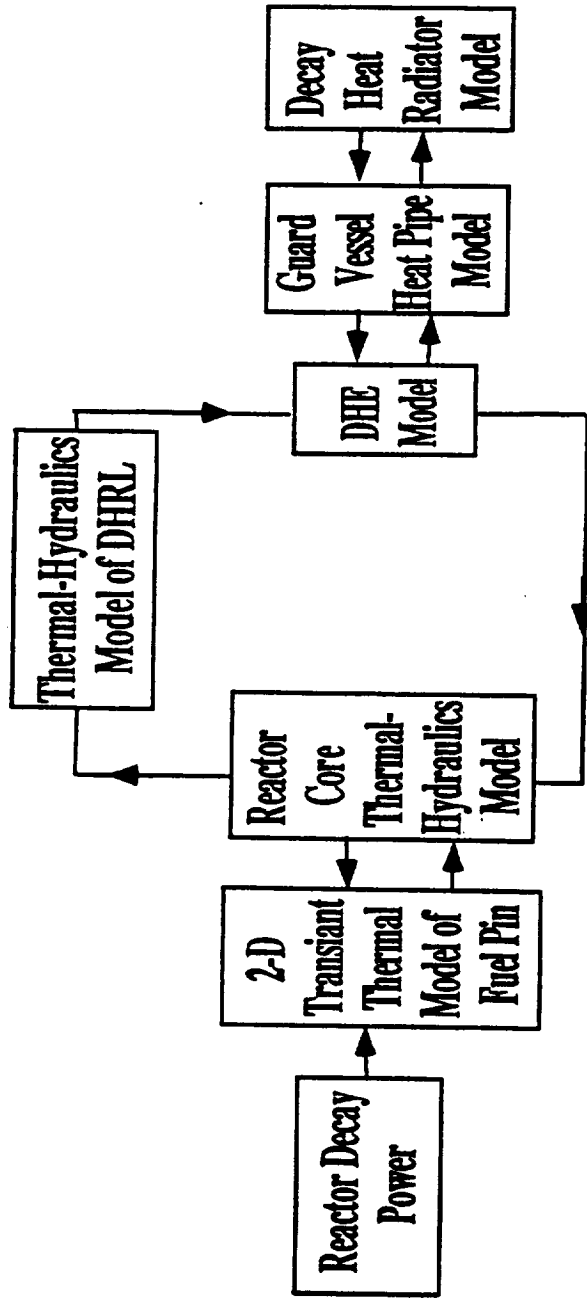 Reactor Decay
Power
2-D
Transiant
Thermal
Model of
Fuel Pin
Reactor
Core
Thermal-
Hydraulics
Model
Thermal-Hydraulics
Model of DHRL
DHE
Model
Guard
Vessel
Heat Pipe
Model
Decay
Heat
Radiator
Model